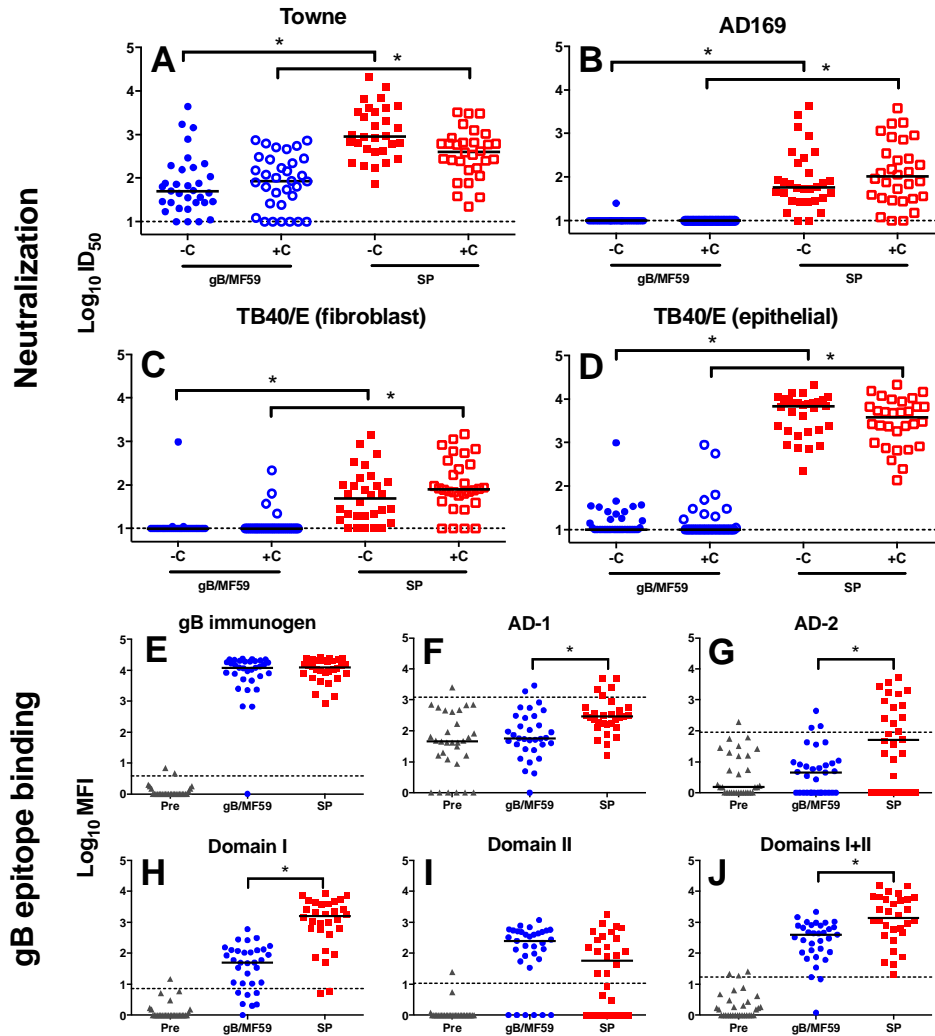 Neutralization
Log10 ID50
Towne
A
*
*
5
4
3
2
1
-C
+C
-C
+C
gB/MF59
SP
AD169
B
*
*
5
4
3
2
1
-C
+C
-C
+C
gB/MF59
SP
TB40/E (fibroblast)
C
*
*
5
4
3
2
1
-C
+C
-C
+C
gB/MF59
SP
TB40/E (epithelial)
D
*
*
5
4
3
2
1
-C
+C
-C
+C
gB/MF59
SP
gB epitope binding
Log10 MFI
gB immunogen
E
5
4
3
2
1
0
Pre
gB/MF59
SP
AD-1
F
*
5
4
3
2
1
0
Pre
gB/MF59
SP
AD-2
G
*
5
4
3
2
1
0
Pre
gB/MF59
SP
Domain I
H
*
5
4
3
2
1
0
Pre
gB/MF59
SP
Domain II
I
5
4
3
2
1
0
Pre
gB/MF59
SP
Domains I+II
J
*
5
4
3
2
1
0
Pre
gB/MF59
SP